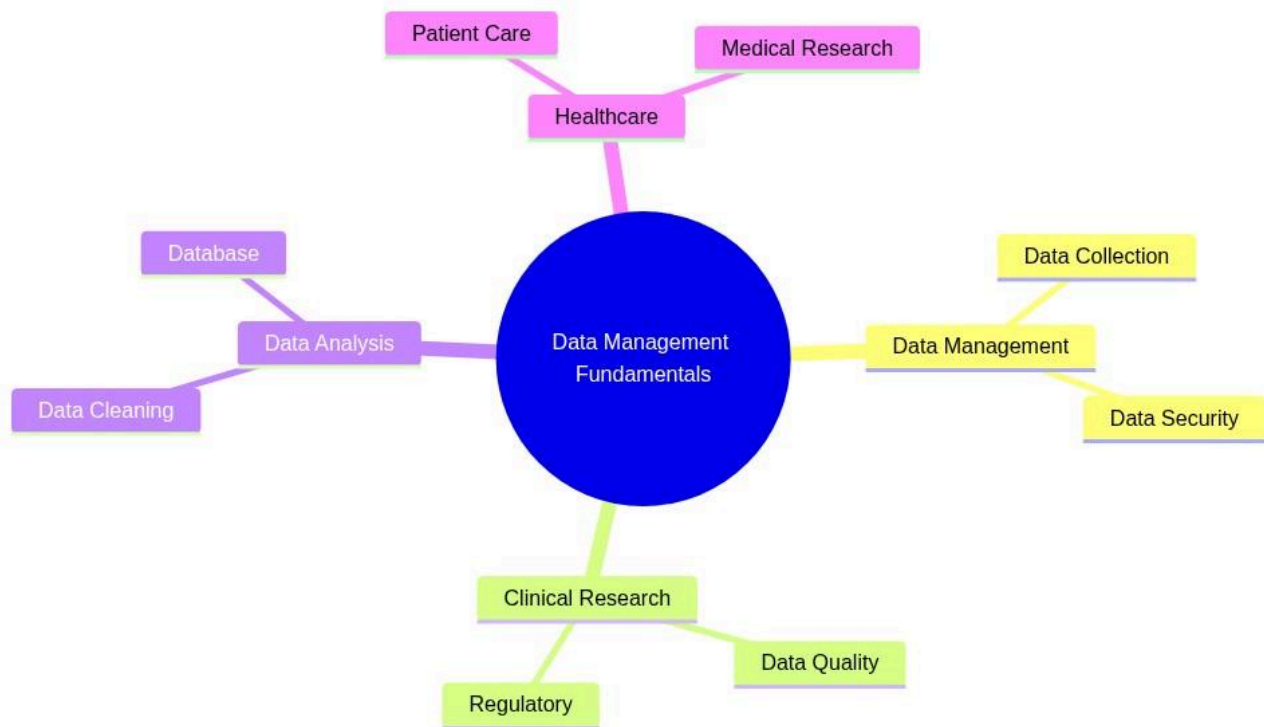 Patient Care
Medical Research
Healthcare
Database
Data Collection
Data Analysis
Data Management
Fundamentals
Data Management
Data Cleaning
Data Security
Clinical Research
Data Quality
Regulatory